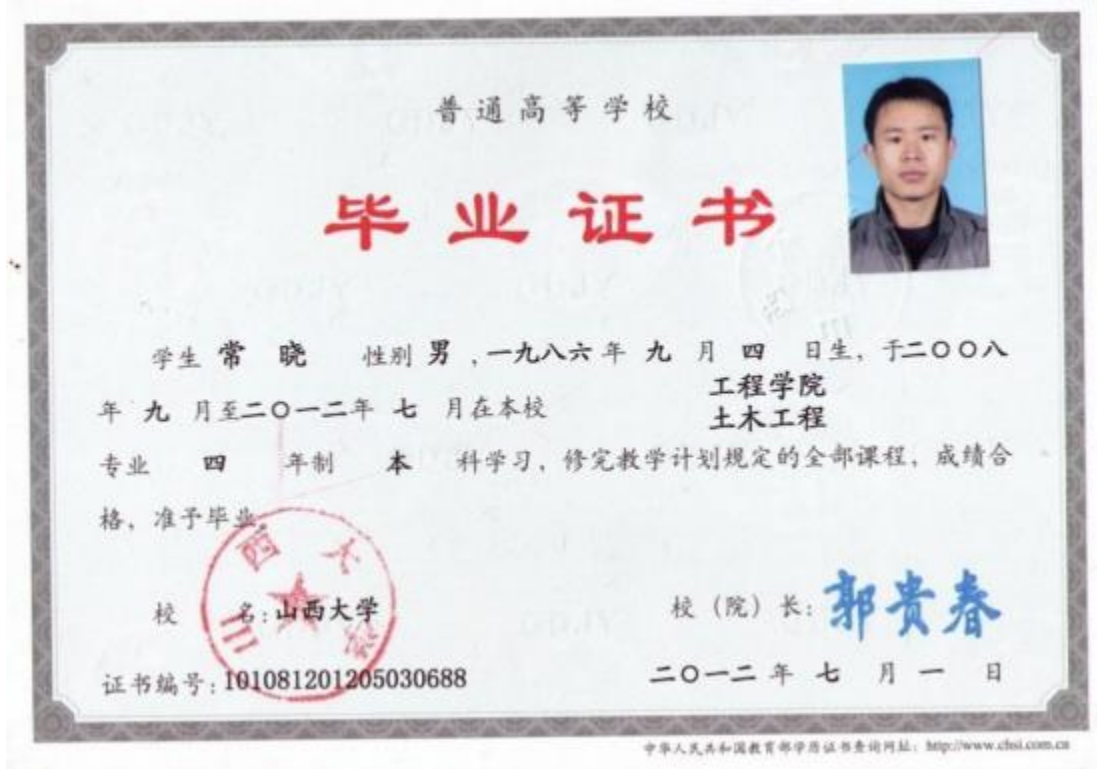 普通高等学校
毕业证书
学生 常 晓 性别 男 ，一九八六年 九 月 四 日生，于二〇〇八
工程学院
年 九 月至二〇一二年 七 月在本校 土木工程
专业 四 年制 本 科学习，修完教学计划规定的全部课程，成绩合
格，准予毕业。
山西大学
校 名：山西大学 校（院）长：郭贵春
证书编号：101081201205030688 二〇一二年 七 月 一 日
中华人民共和国教育部学历证书查询网址：http://www.chsi.com.cn